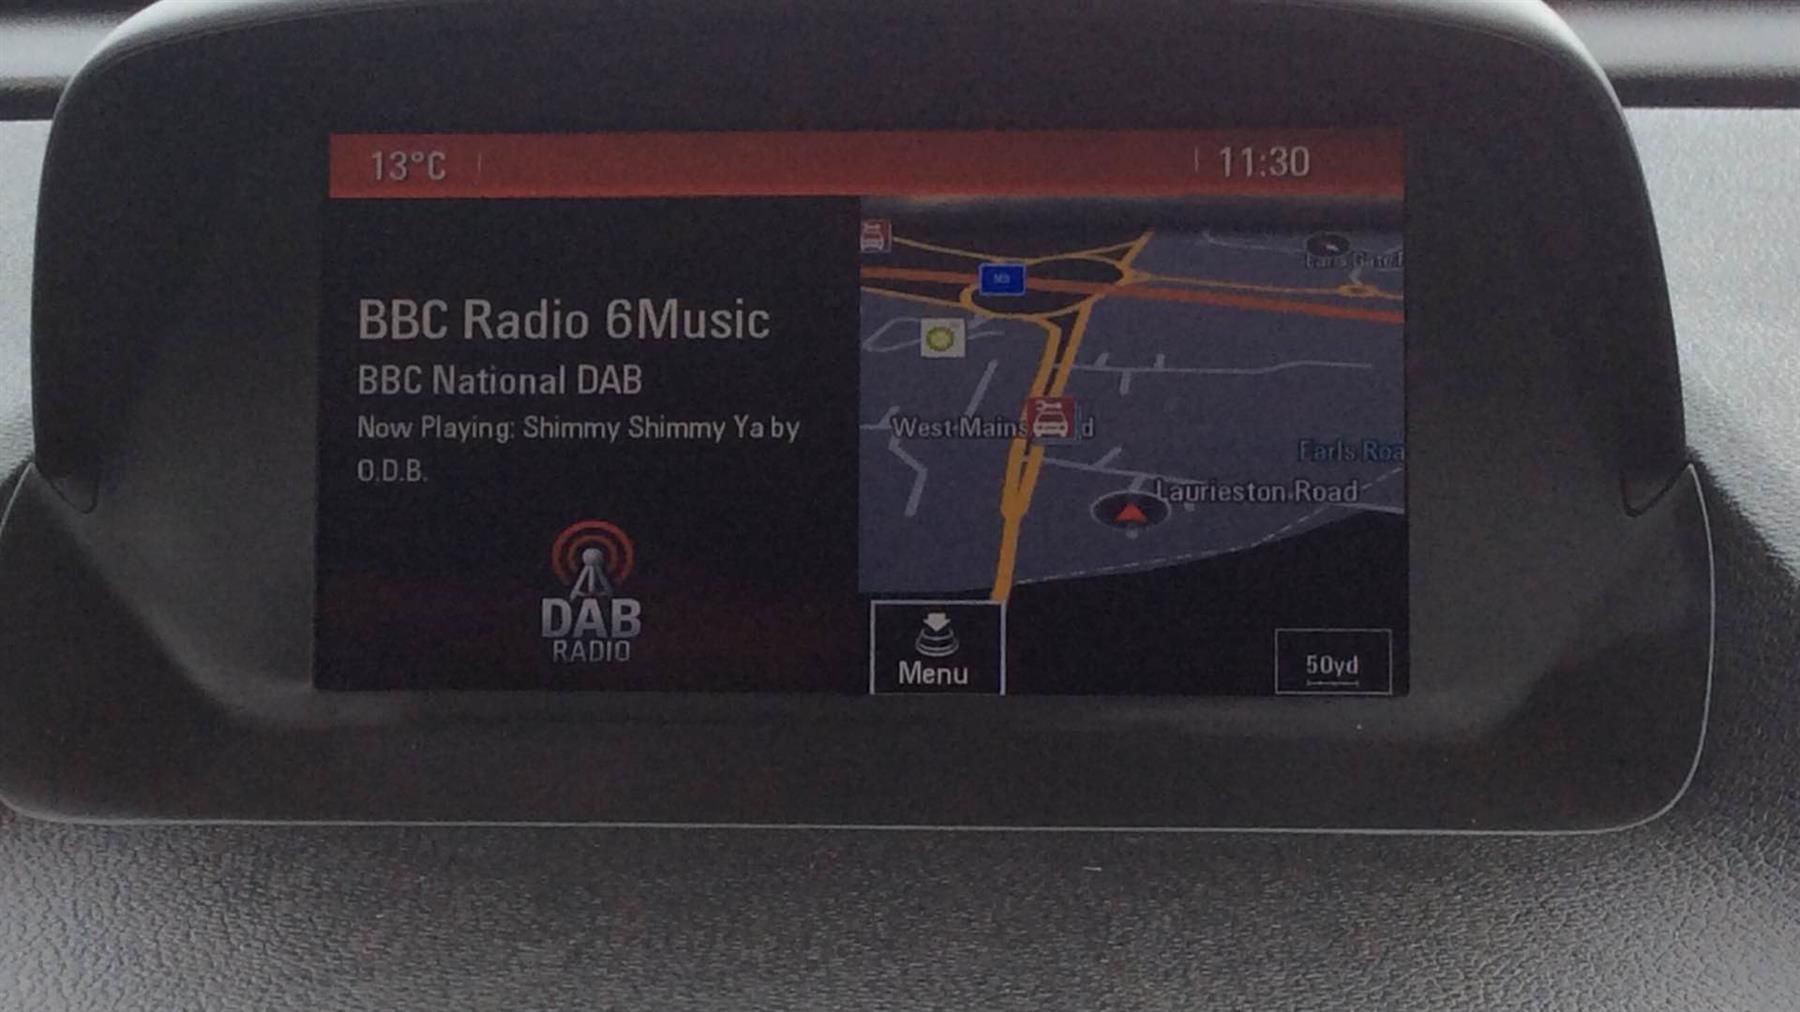 13°C
11:30
BBC Radio 6Music
BBC National DAB
Now Playing: Shimmy Shimmy Ya by
O.D.B.
DAB
RADIO
West Mains
d
Earls Roa
Laurieston Road
Menu
50yd